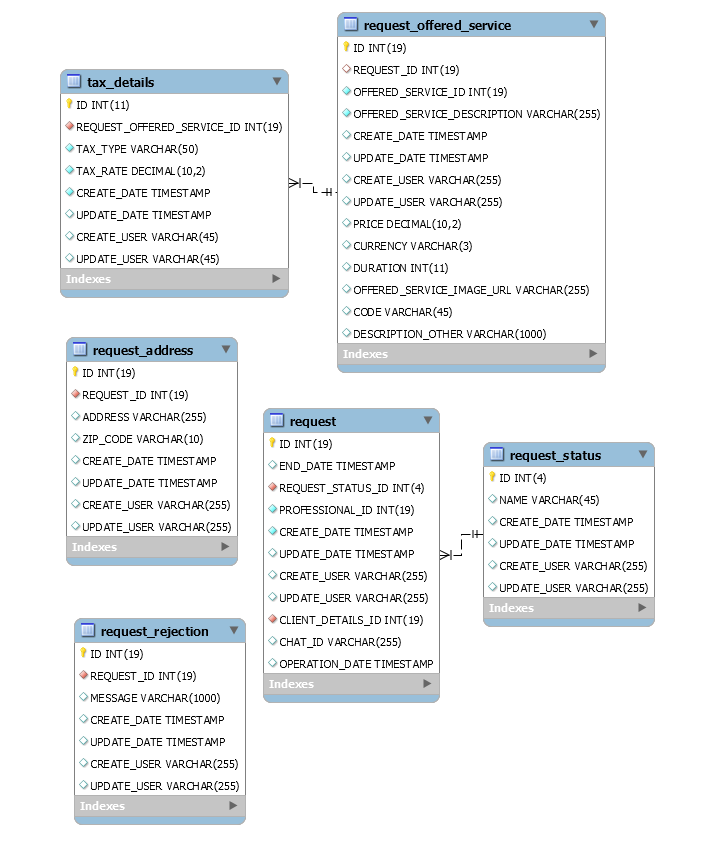 request_offered_service
ID INT(19)
REQUEST_ID INT(19)
OFFERED_SERVICE_ID INT(19)
OFFERED_SERVICE_DESCRIPTION VARCHAR(255)
CREATE_DATE TIMESTAMP
UPDATE_DATE TIMESTAMP
CREATE_USER VARCHAR(255)
UPDATE_USER VARCHAR(255)
PRICE DECIMAL(10,2)
CURRENCY VARCHAR(3)
DURATION INT(11)
OFFERED_SERVICE_IMAGE_URL VARCHAR(255)
CODE VARCHAR(45)
DESCRIPTION_OTHER VARCHAR(1000)
Indexes
tax_details
ID INT(11)
REQUEST_OFFERED_SERVICE_ID INT(19)
TAX_TYPE VARCHAR(50)
TAX_RATE DECIMAL(10,2)
CREATE_DATE TIMESTAMP
UPDATE_DATE TIMESTAMP
CREATE_USER VARCHAR(45)
UPDATE_USER VARCHAR(45)
Indexes
request_address
ID INT(19)
REQUEST_ID INT(19)
ADDRESS VARCHAR(255)
ZIP_CODE VARCHAR(10)
CREATE_DATE TIMESTAMP
UPDATE_DATE TIMESTAMP
CREATE_USER VARCHAR(255)
UPDATE_USER VARCHAR(255)
Indexes
request
ID INT(19)
END_DATE TIMESTAMP
REQUEST_STATUS_ID INT(4)
PROFESSIONAL_ID INT(19)
CREATE_DATE TIMESTAMP
UPDATE_DATE TIMESTAMP
CREATE_USER VARCHAR(255)
UPDATE_USER VARCHAR(255)
CLIENT_DETAILS_ID INT(19)
CHAT_ID VARCHAR(255)
OPERATION_DATE TIMESTAMP
Indexes
request_status
ID INT(4)
NAME VARCHAR(45)
CREATE_DATE TIMESTAMP
UPDATE_DATE TIMESTAMP
CREATE_USER VARCHAR(255)
UPDATE_USER VARCHAR(255)
Indexes
request_rejection
ID INT(19)
REQUEST_ID INT(19)
MESSAGE VARCHAR(1000)
CREATE_DATE TIMESTAMP
UPDATE_DATE TIMESTAMP
CREATE_USER VARCHAR(255)
UPDATE_USER VARCHAR(255)
Indexes